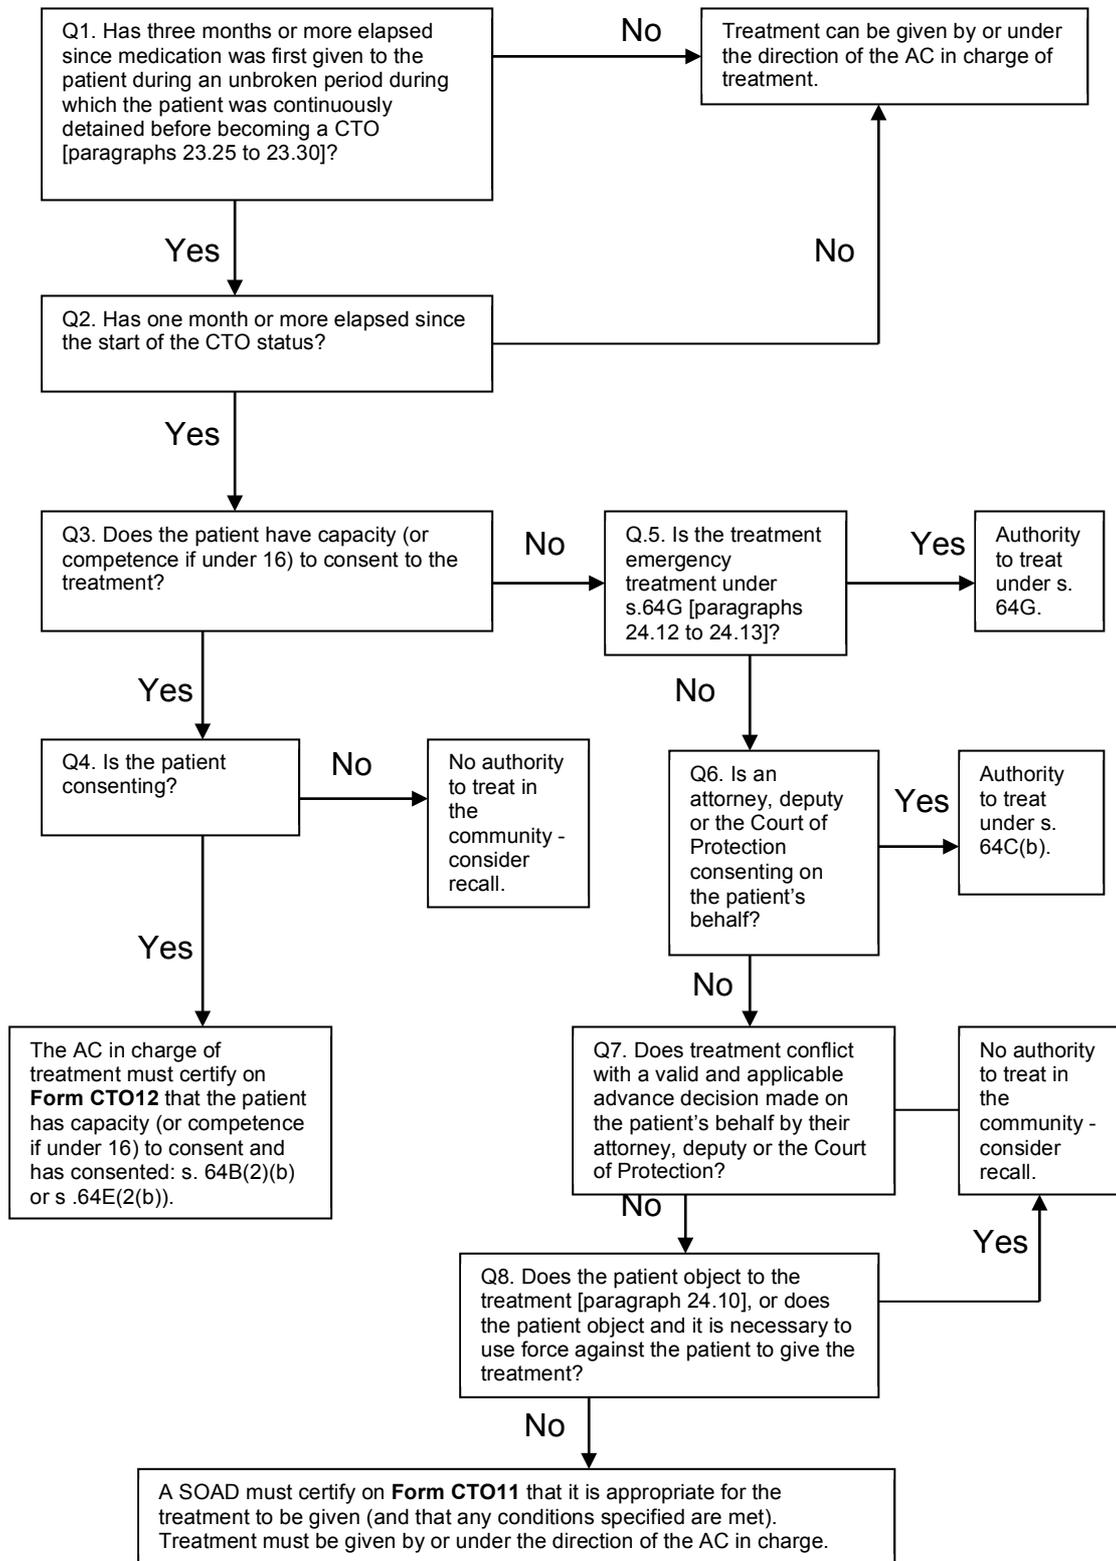 Q1. Has three months or more elapsed
since medication was first given to the
patient during an unbroken period during
which the patient was continuously
detained before becoming a CTO
[paragraphs 23.25 to 23.30]?
No
Treatment can be given by or under
the direction of the AC in charge of
treatment.
Yes
No
Q2. Has one month or more elapsed since
the start of the CTO status?
Yes
Q3. Does the patient have capacity (or
competence if under 16) to consent to the
treatment?
No
Q.5. Is the treatment
emergency
treatment under
s.64G [paragraphs
24.12 to 24.13]?
Yes
Authority
to treat
under s.
64G.
Yes
No
Q4. Is the patient
consenting?
No
No authority
to treat in
the
community -
consider
recall.
Q6. Is an
attorney, deputy
or the Court of
Protection
consenting on
the patient's
behalf?
Yes
Authority
to treat
under s.
64C(b).
Yes
No
The AC in charge of
treatment must certify on
Form CTO12 that the patient
has capacity (or competence
if under 16) to consent and
has consented: s. 64B(2)(b)
or s .64E(2(b)).
Q7. Does treatment conflict
with a valid and applicable
advance decision made on
the patient's behalf by their
attorney, deputy or the Court
of Protection?
No authority
to treat in
the
community -
consider
recall.
No
Yes
Q8. Does the patient object to the
treatment [paragraph 24.10], or does
the patient object and it is necessary to
use force against the patient to give the
treatment?
No
A SOAD must certify on Form CTO11 that it is appropriate for the
treatment to be given (and that any conditions specified are met).
Treatment must be given by or under the direction of the AC in charge.